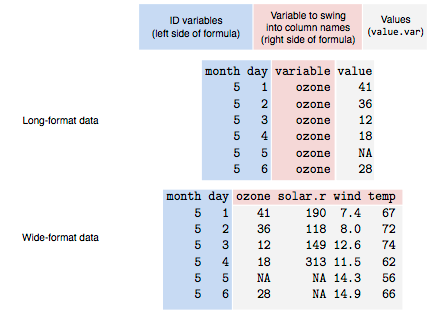 ID variables
(left side of formula)
Variable to swing
into column names
(right side of formula)
Values
(value.var)
Long-format data
month day variable value
5 1 ozone 41
5 2 ozone 36
5 3 ozone 12
5 4 ozone 18
5 5 ozone NA
5 6 ozone 28
Wide-format data
month day ozone solar.r wind temp
5 1 41 190 7.4 67
5 2 36 118 8.0 72
5 3 12 149 12.6 74
5 4 18 313 11.5 62
5 5 NA NA 14.3 56
5 6 28 NA 14.9 66